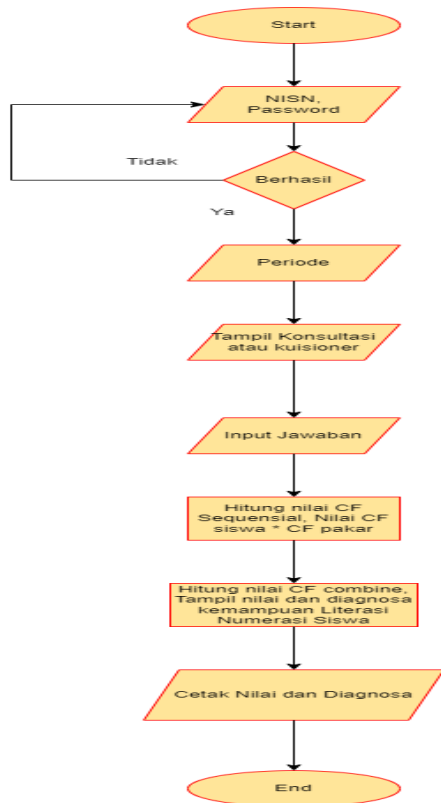 Start
NISN,
Password
Tidak
Berhasil
Ya
Periode
Tampil Konsultasi
atau kuisioner
Input Jawaban
Hitung nilai CF
Sequensial, Nilai CF
siswa * CF pakar
Hitung nilai CF combine,
Tampil nilai dan diagnosa
kemampuan Literasi
Numerasi Siswa
Cetak Nilai dan Diagnosa
End